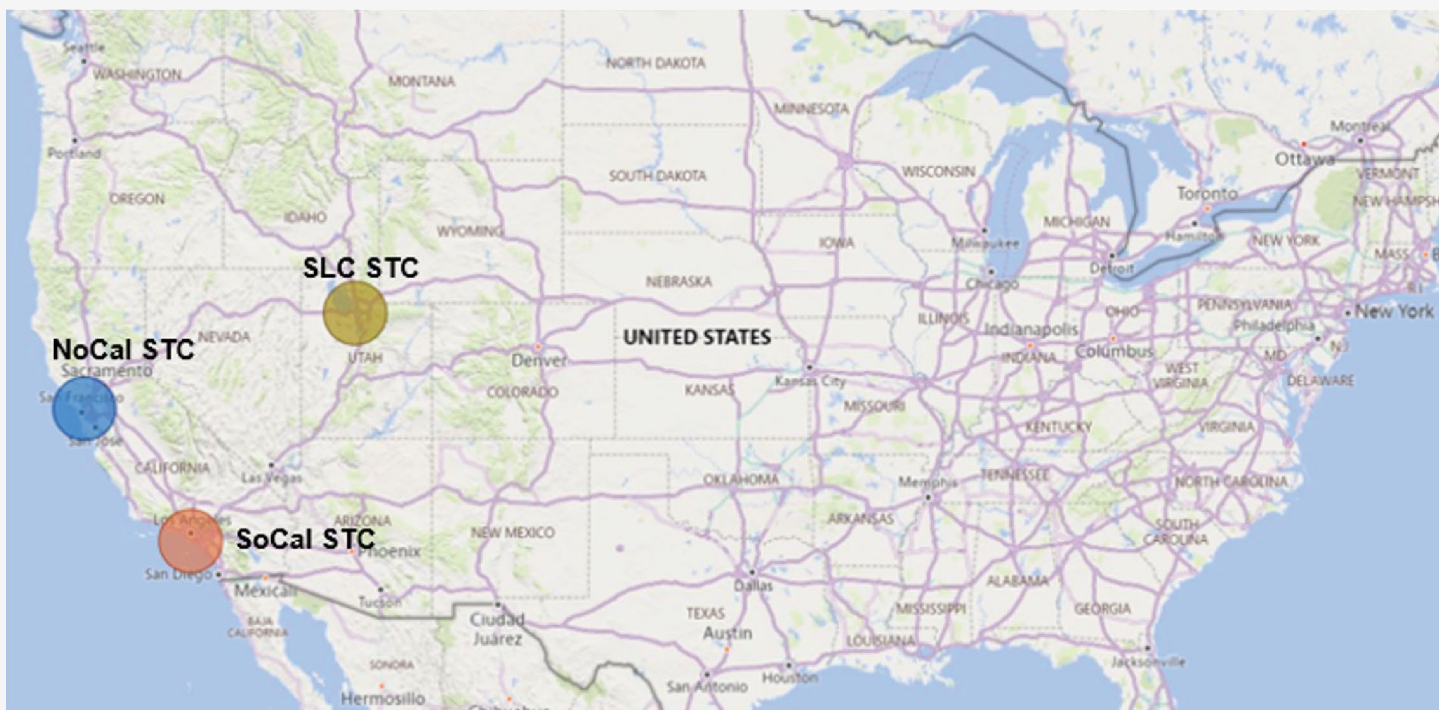 Seattle
WASHINGTON
MONTANA
NORTH DAKOTA
MINNESOTA
Montreal
Ottawa
Portland
SOUTH DAKOTA
WISCONSIN
VERMONT
OREGON
IDAHO
WYOMING
MICHIGAN
Toronto
NEW HAMPSH
Hamilton
NEW YORK
IOWA
Milwaukee
MASS
SLC STC
Detroit
NEBRASKA
Chicago
R.I.
NEVADA
ILLINOIS
OHIO
PENNSYLVANIA
New York
UNITED STATES
Indianapolis
Philadelphia
NoCal STC
UTAH
Denver
INDIANA
Columbus
MD
NJ
Sacramento
Kansas City
WEST
VIRGINIA
DELAWARE
San Francisco
COLORADO
KANSAS
MISSOURI
San Jose
KENTUCKY
VIRGINIA
CALIFORNIA
Las Vegas
OKLAHOMA
Memphis
TENNESSEE
NORTH CAROLINA
Los Angeles
ARIZONA
NEW MEXICO
ARKANSAS
SOUTH
CAROLINA
SoCal STC
Phoenix
San Diego
Mexicali
Tucson
Dallas
ALABAMA
BAJA
CALIFORNIA
Ciudad
Juárez
TEXAS
Austin
MISSISSIPPI
GEORGIA
LOUISIANA
SONORA
Jacksonville
Hermosillo
San Antonio
Houston